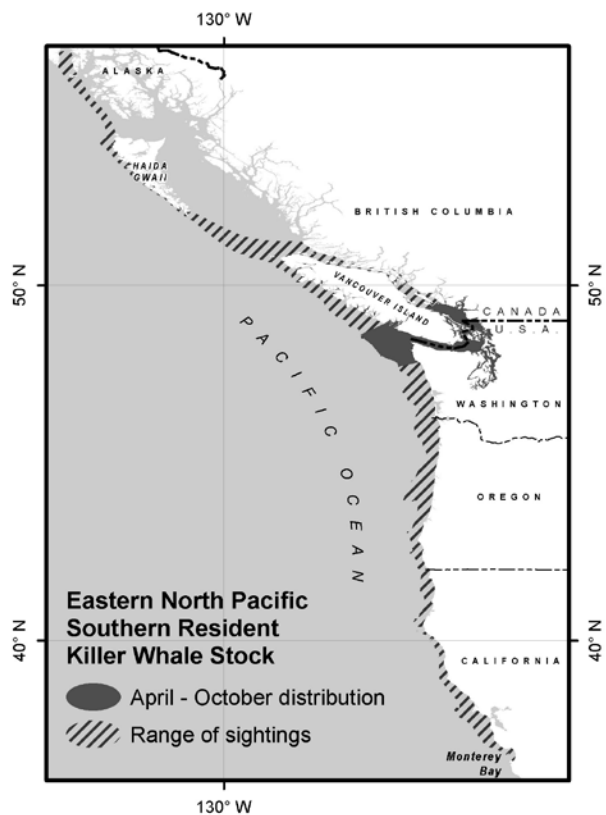 130° W
ALASKA
HAIDA
GWAII
BRITISH COLUMBIA
50° N
50° N
VANCOUVER ISLAND
CANADA
U.S.A.
PACIFIC OCEAN
WASHINGTON
OREGON
Eastern North Pacific
Southern Resident
Killer Whale Stock
40° N
40° N
CALIFORNIA
April - October distribution
Range of sightings
Monterey
Bay
130° W